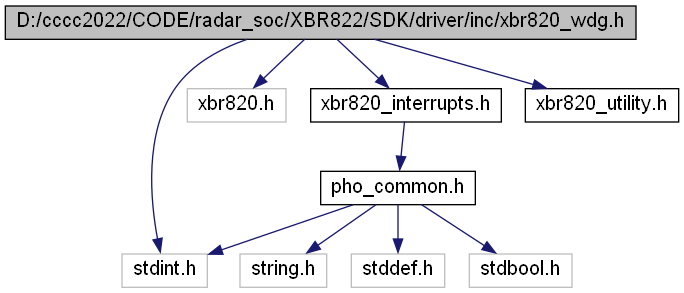 D:/cccc2022/CODE/radar_soc/XBR822/SDK/driver/inc/xbr820_wdg.h
xbr820.h
xbr820_interrupts.h
xbr820_utility.h
pho_common.h
stdint.h
string.h
stddef.h
stdbool.h